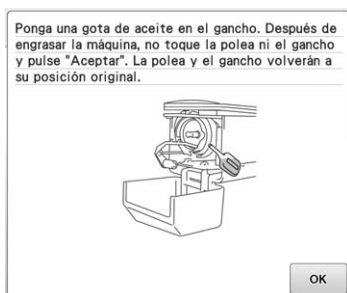 Ponga una gota de aceite en el gancho. Después de
engrasar la máquina, no toque la polea ni el gancho
y pulse "Aceptar". La polea y el gancho volverán a
su posición original.
OK